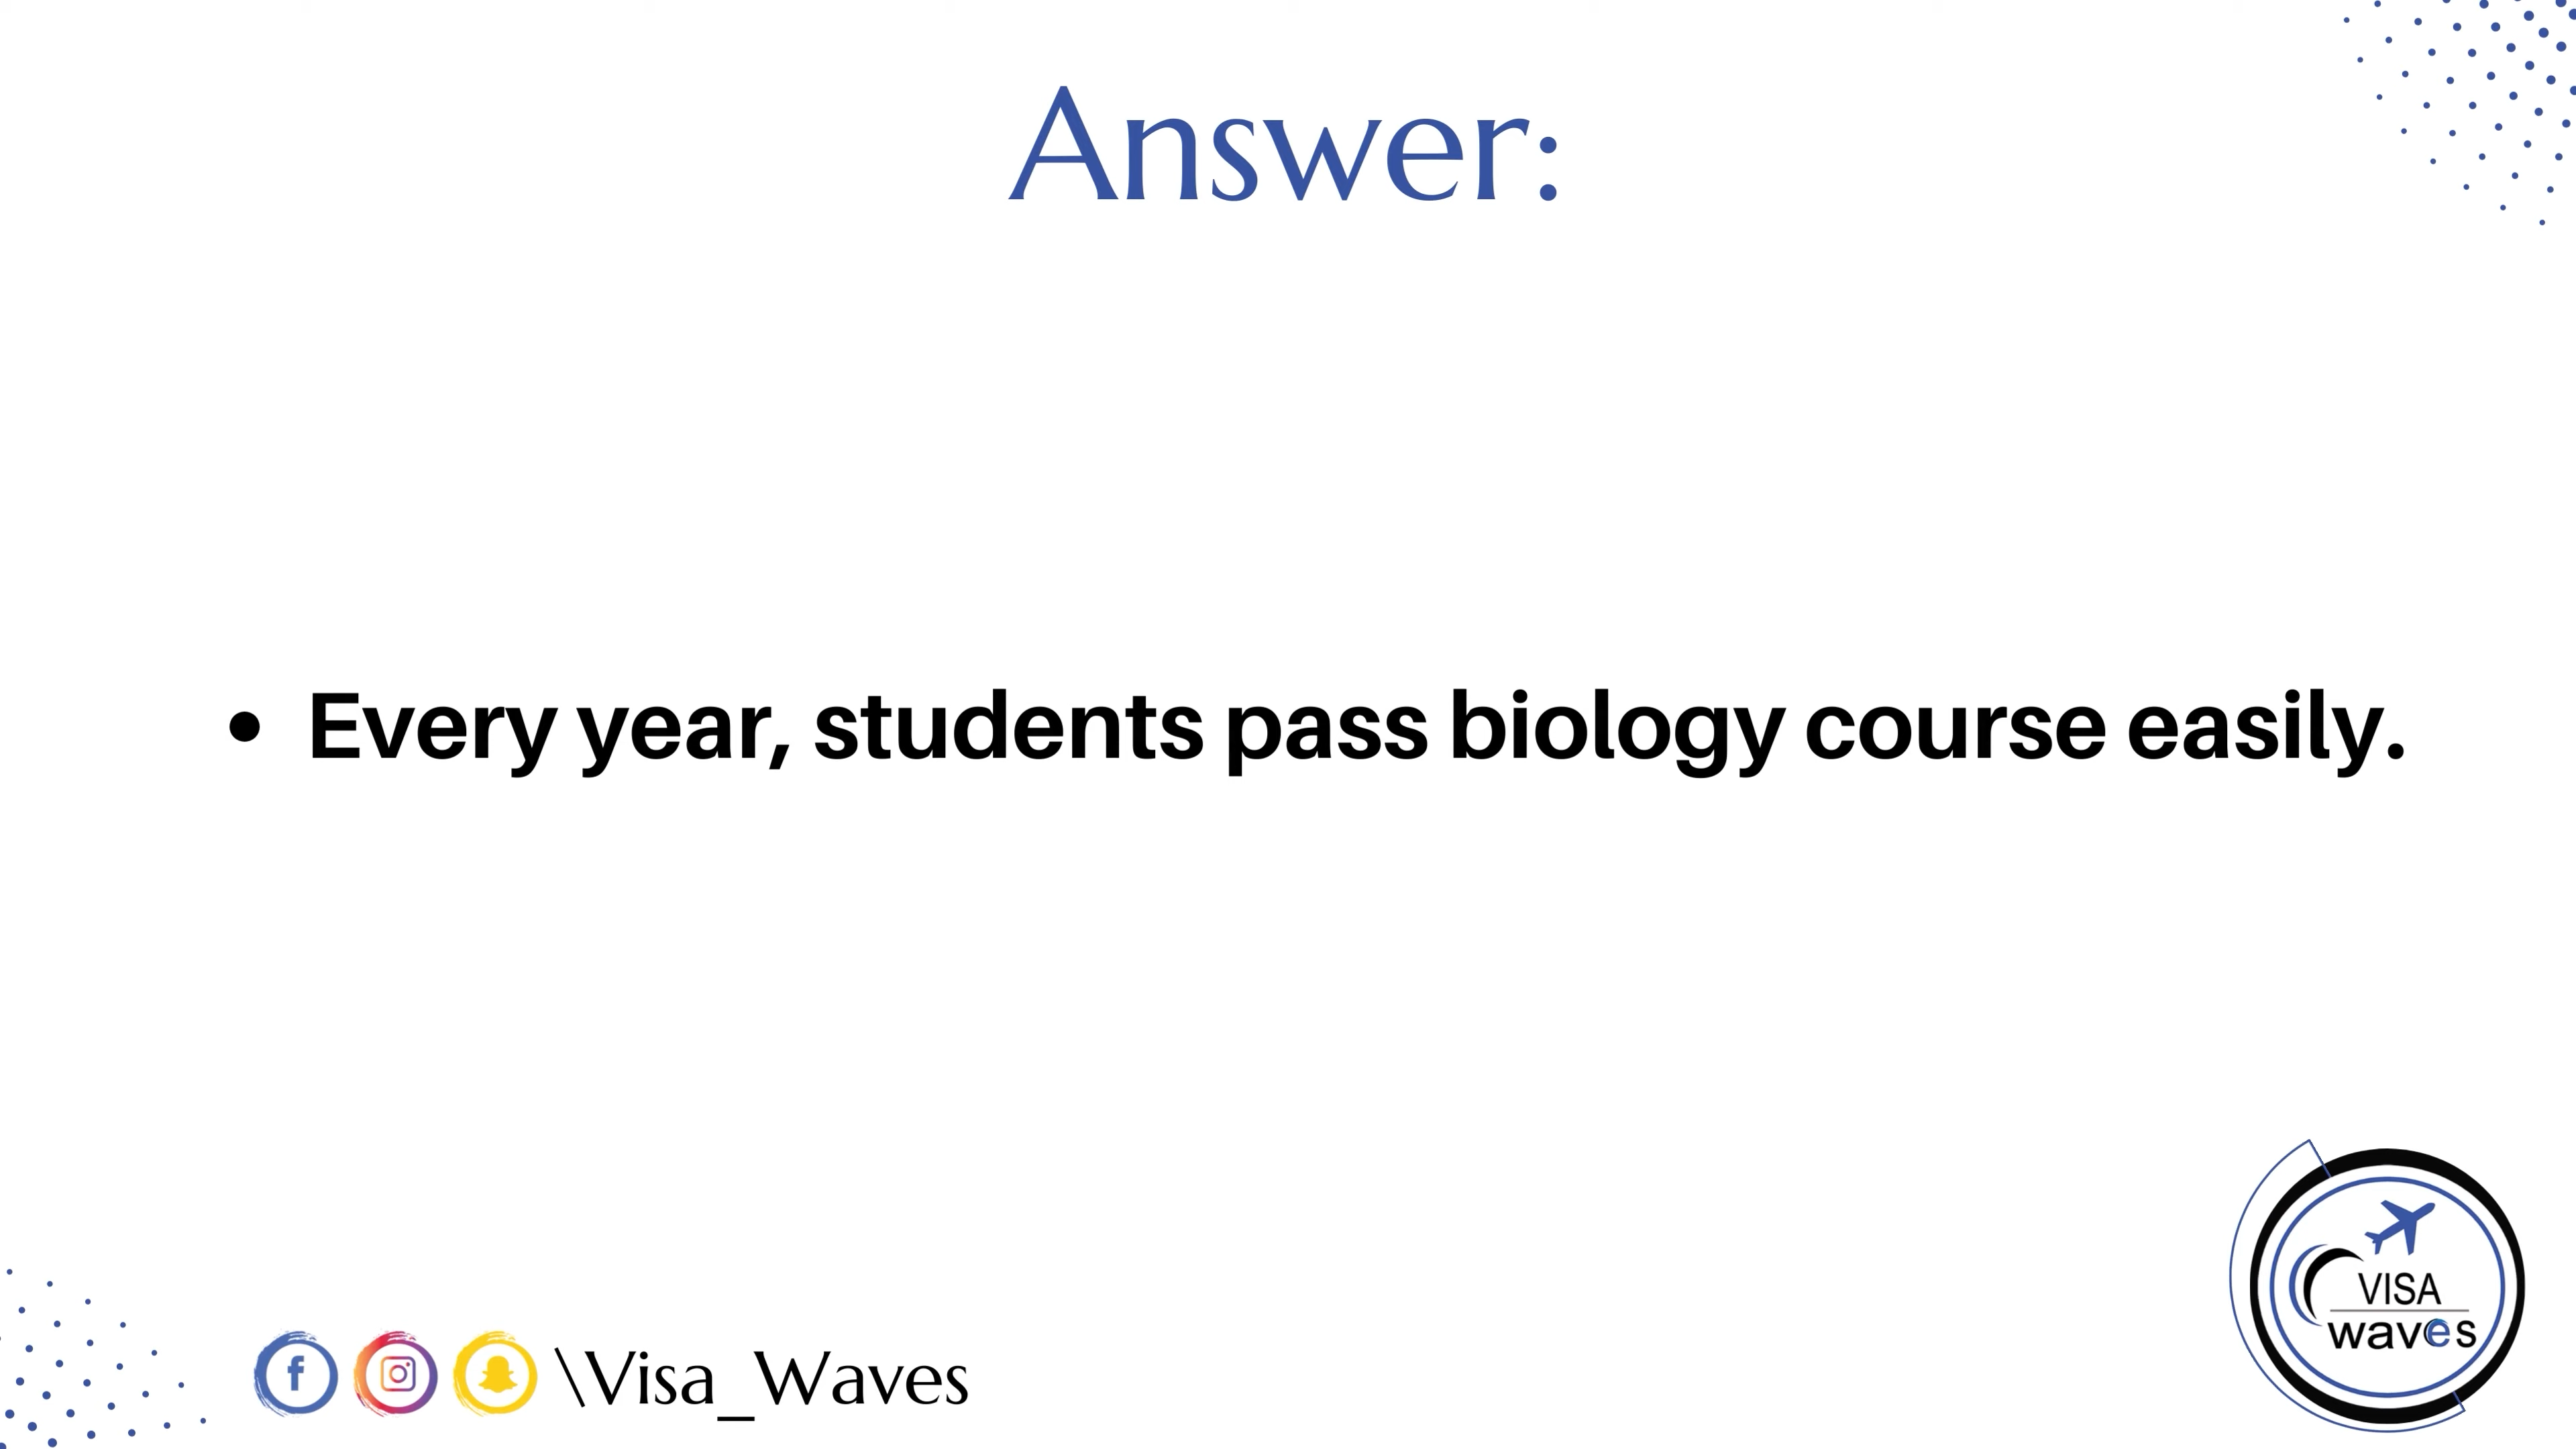 Answer:
• Every year, students pass biology course easily.
\Visa_Waves
VISA
waves